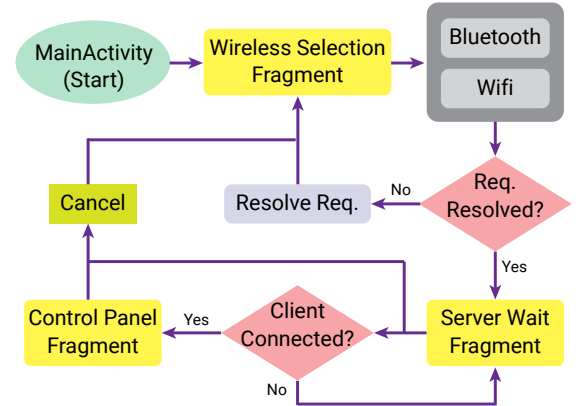 MainActivity
(Start)
Wireless Selection
Fragment
Bluetooth
Wifi
Req.
Resolved?
No
Resolve Req.
Cancel
Yes
Control Panel
Fragment
Yes
Client
Connected?
No
Server Wait
Fragment